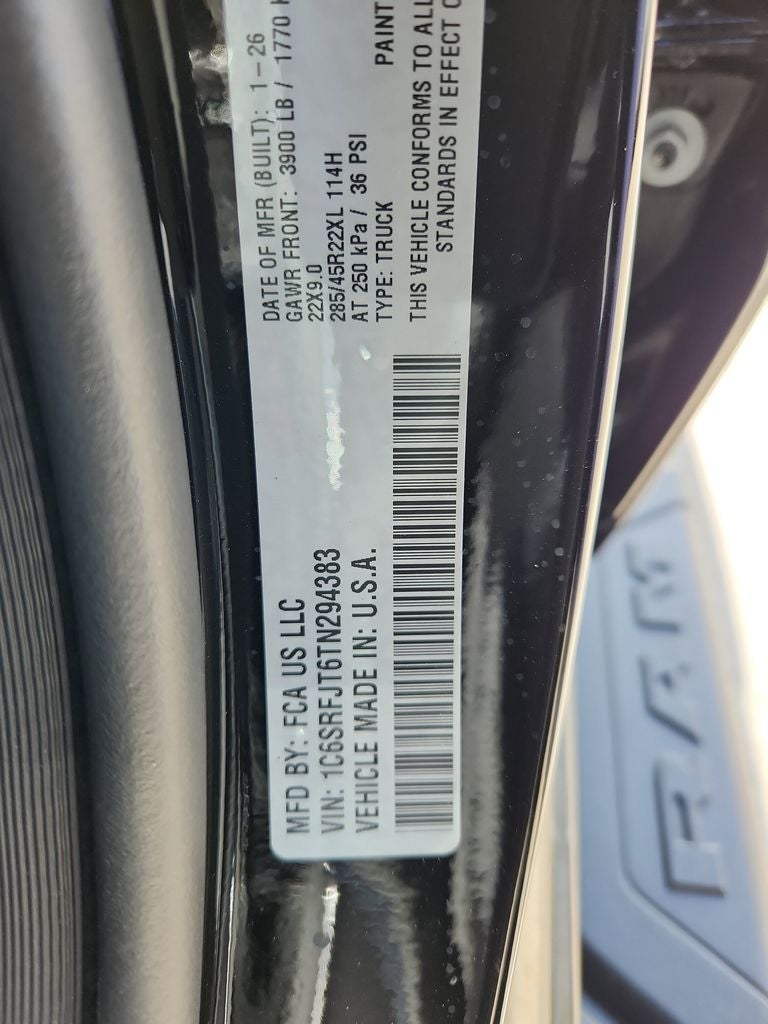 MFD BY: FCA US LLC
VIN: 1C6SRFJT6TN294383
VEHICLE MADE IN: U.S.A.
DATE OF MFR (BUILT): 1-26
GAWR FRONT: 3900 LB / 1770
22X9.0
285/45R22XL 114H
AT 250 kPa / 36 PSI
TYPE: TRUCK
PAINT
THIS VEHICLE CONFORMS TO ALL
STANDARDS IN EFFECT
RAM